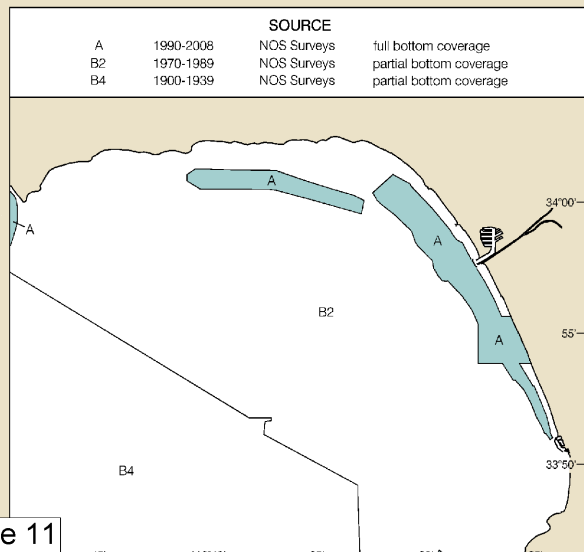 SOURCE
A 1990-2008 NOS Surveys full bottom coverage
B2 1970-1989 NOS Surveys partial bottom coverage
B4 1900-1939 NOS Surveys partial bottom coverage
A
A
34°00'
A
B2
55'
A
33°50'
B4
e 11